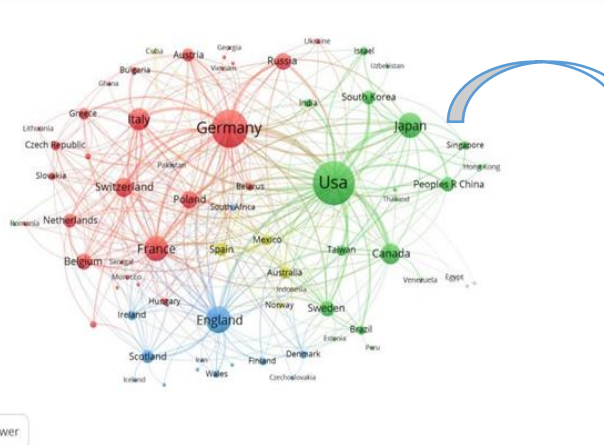 Ukraine
Georgia
Cuba
Austria
Israel
Russia
Uzbekistan
Vietnam
Bulgaria
Ghana
South Korea
India
Greece
Italy
Germany
Japan
Lithuania
Czech Republic
Singapore
Pakistan
Hong Kong
Slovakia
Switzerland
Belarus
Usa
Peoples R China
Poland
Thailand
South Africa
Romania
Netherlands
Mexico
France
Spain
Taiwan
Canada
Belgium
Senegal
Australia
Morocco
Venezuela
Egypt
Indonesia
Hungary
Norway
Sweden
Ireland
England
Brazil
Estonia
Peru
Scotland
Iran
Finland
Denmark
Wales
Iceland
Czechoslovakia
wer